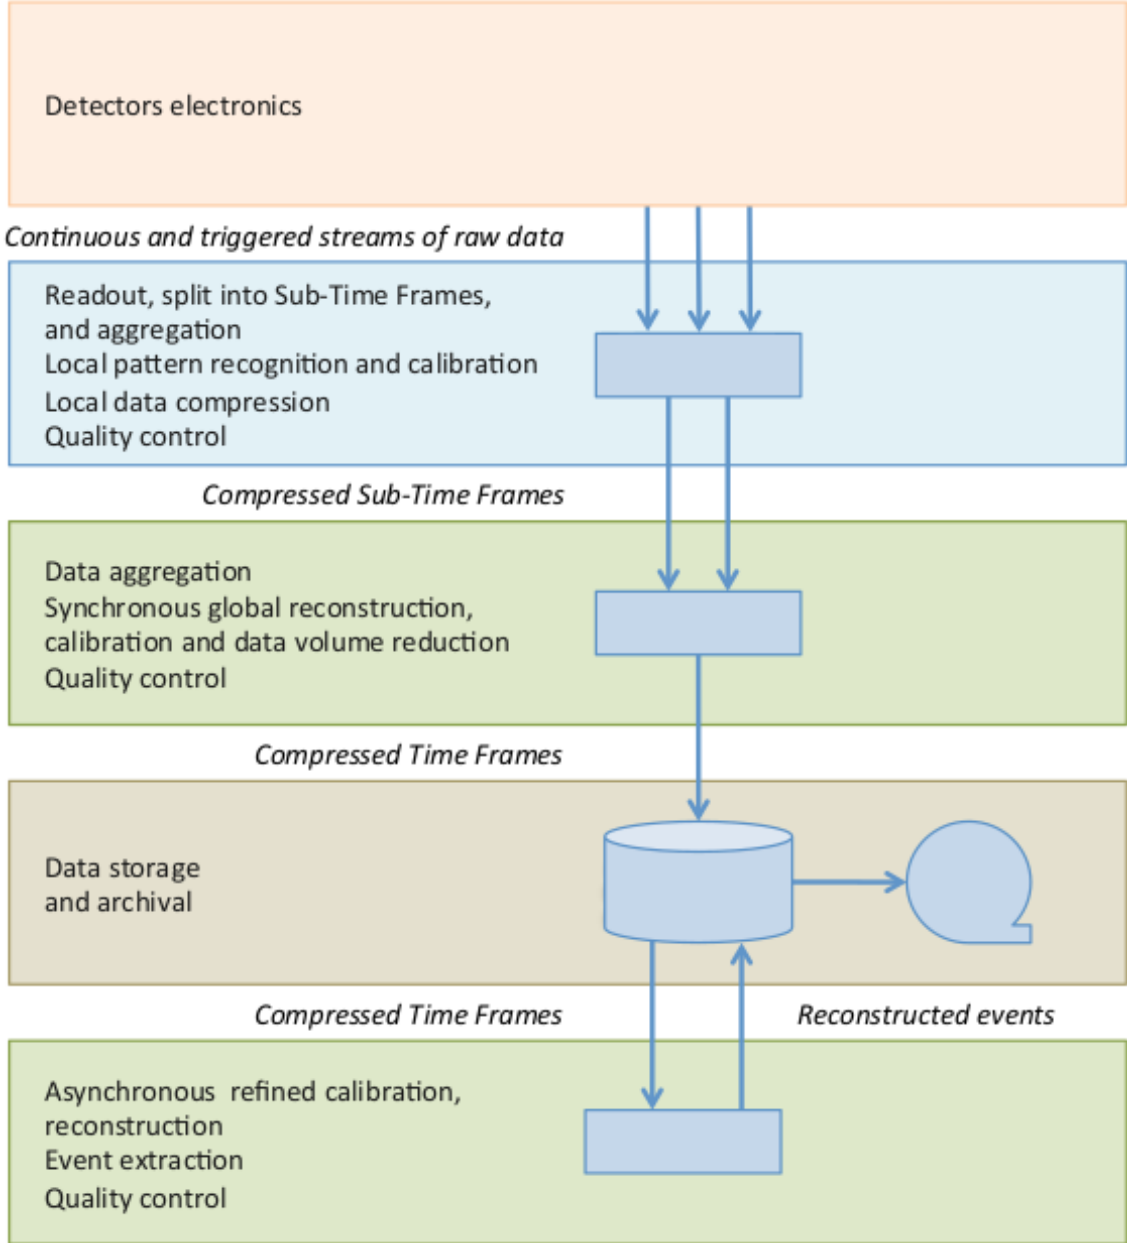 Detectors electronics
Continuous and triggered streams of raw data
Readout, split into Sub-Time Frames,
and aggregation
Local pattern recognition and calibration
Local data compression
Quality control
Compressed Sub-Time Frames
Data aggregation
Synchronous global reconstruction,
calibration and data volume reduction
Quality control
Compressed Time Frames
Data storage
and archival
Compressed Time Frames
Reconstructed events
Asynchronous refined calibration,
reconstruction
Event extraction
Quality control